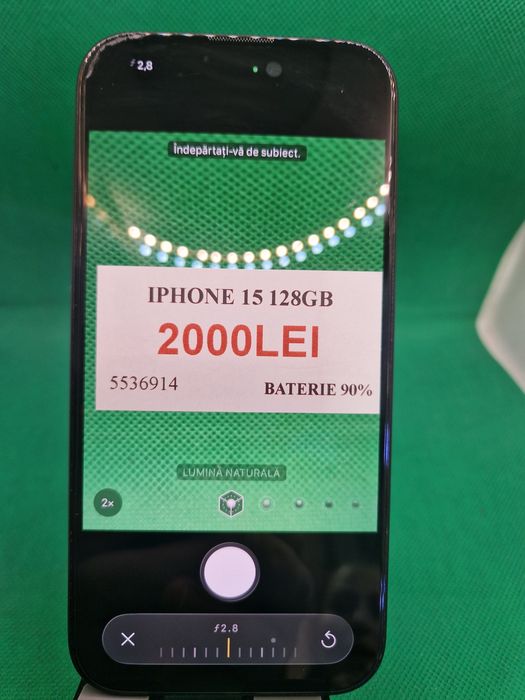 ƒ2,8
Îndepărtați-vă de subiect.
IPHONE 15 128GB
2000LEI
5536914
BATERIE 90%
LUMINĂ NATURALĂ
2×
ƒ2.8